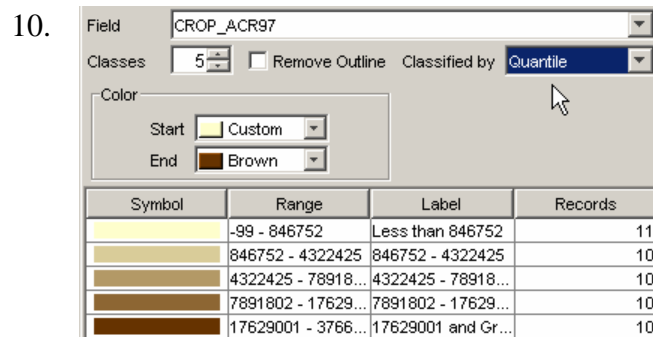 10. Field CROP_ACR97
Classes 5 Remove Outline Classified by Quantile
Color
Start Custom
End Brown
Symbol Range Label Records
-99 - 846752 Less than 846752 11
846752 - 4322425 846752 - 4322425 10
4322425 - 78918... 4322425 - 78918... 10
7891802 - 17629... 7891802 - 17629... 10
17629001 - 3766... 17629001 and Gr... 10